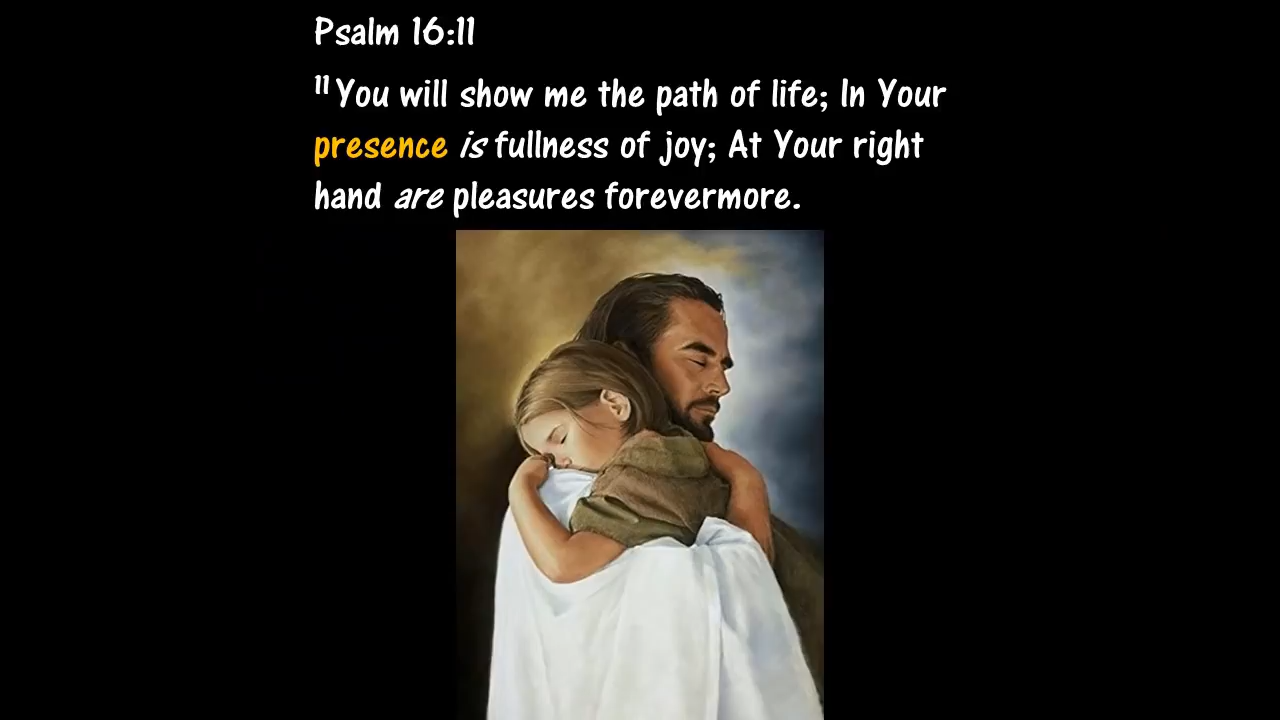 Psalm 16:11
11 You will show me the path of life; In Your
presence is fullness of joy; At Your right
hand are pleasures forevermore.